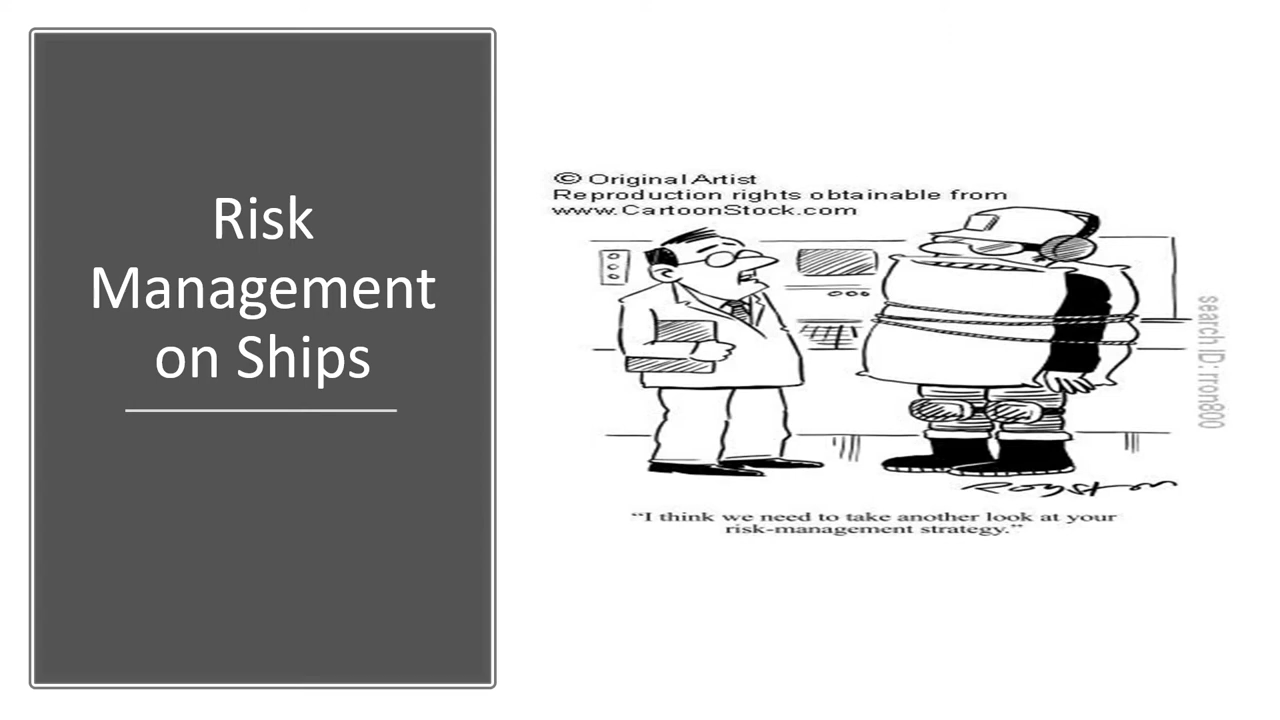 Risk
Management
on Ships
© Original Artist
Reproduction rights obtainable from
www.CartoonStock.com
search ID: rron800
Royston
“I think we need to take another look at your
risk-management strategy.”